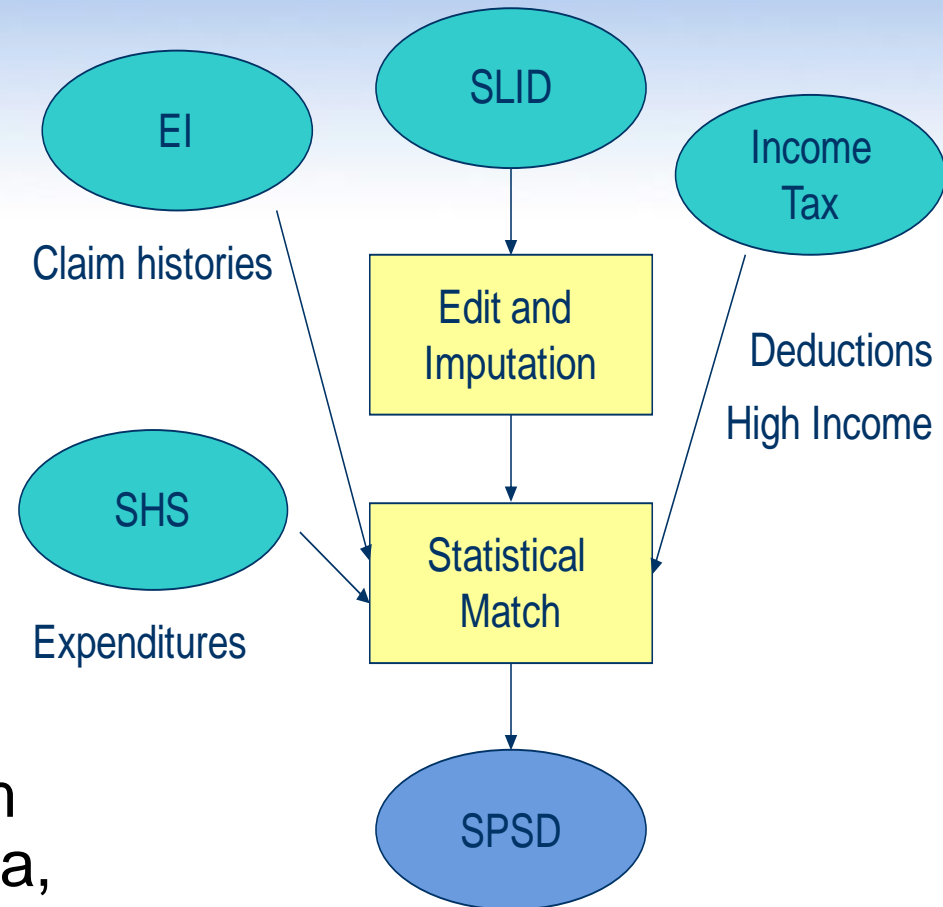 SLID
EI
Income
Tax
Claim histories
Edit and
Imputation
Deductions
High Income
SHS
Statistical
Match
Expenditures
SPSD
a,